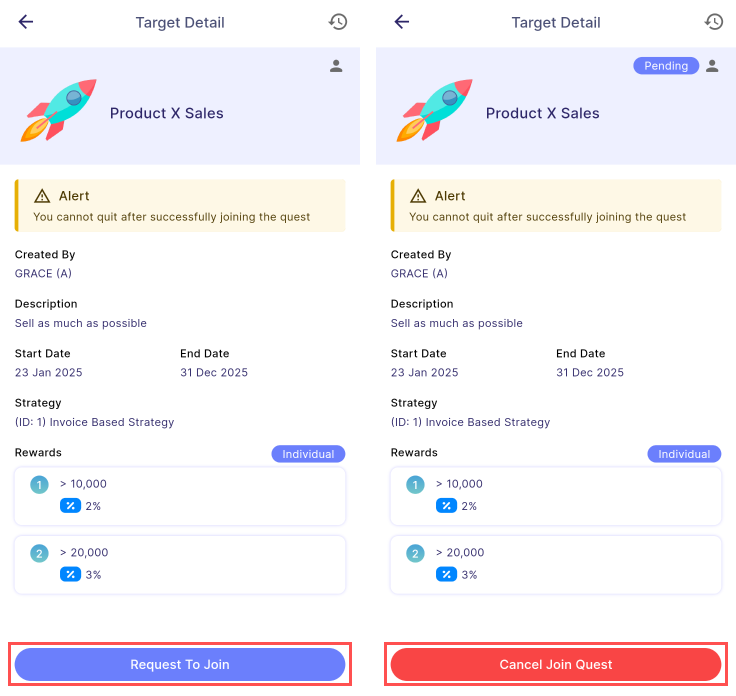 Target Detail
Product X Sales
Alert
You cannot quit after successfully joining the quest
Created By
GRACE (A)
Description
Sell as much as possible
Start Date End Date
23 Jan 2025 31 Dec 2025
Strategy
(ID: 1) Invoice Based Strategy
Rewards Individual
1 > 10,000
2%
2 > 20,000
3%
Request To Join
Target Detail
Pending
Product X Sales
Alert
You cannot quit after successfully joining the quest
Created By
GRACE (A)
Description
Sell as much as possible
Start Date End Date
23 Jan 2025 31 Dec 2025
Strategy
(ID: 1) Invoice Based Strategy
Rewards Individual
1 > 10,000
2%
2 > 20,000
3%
Cancel Join Quest